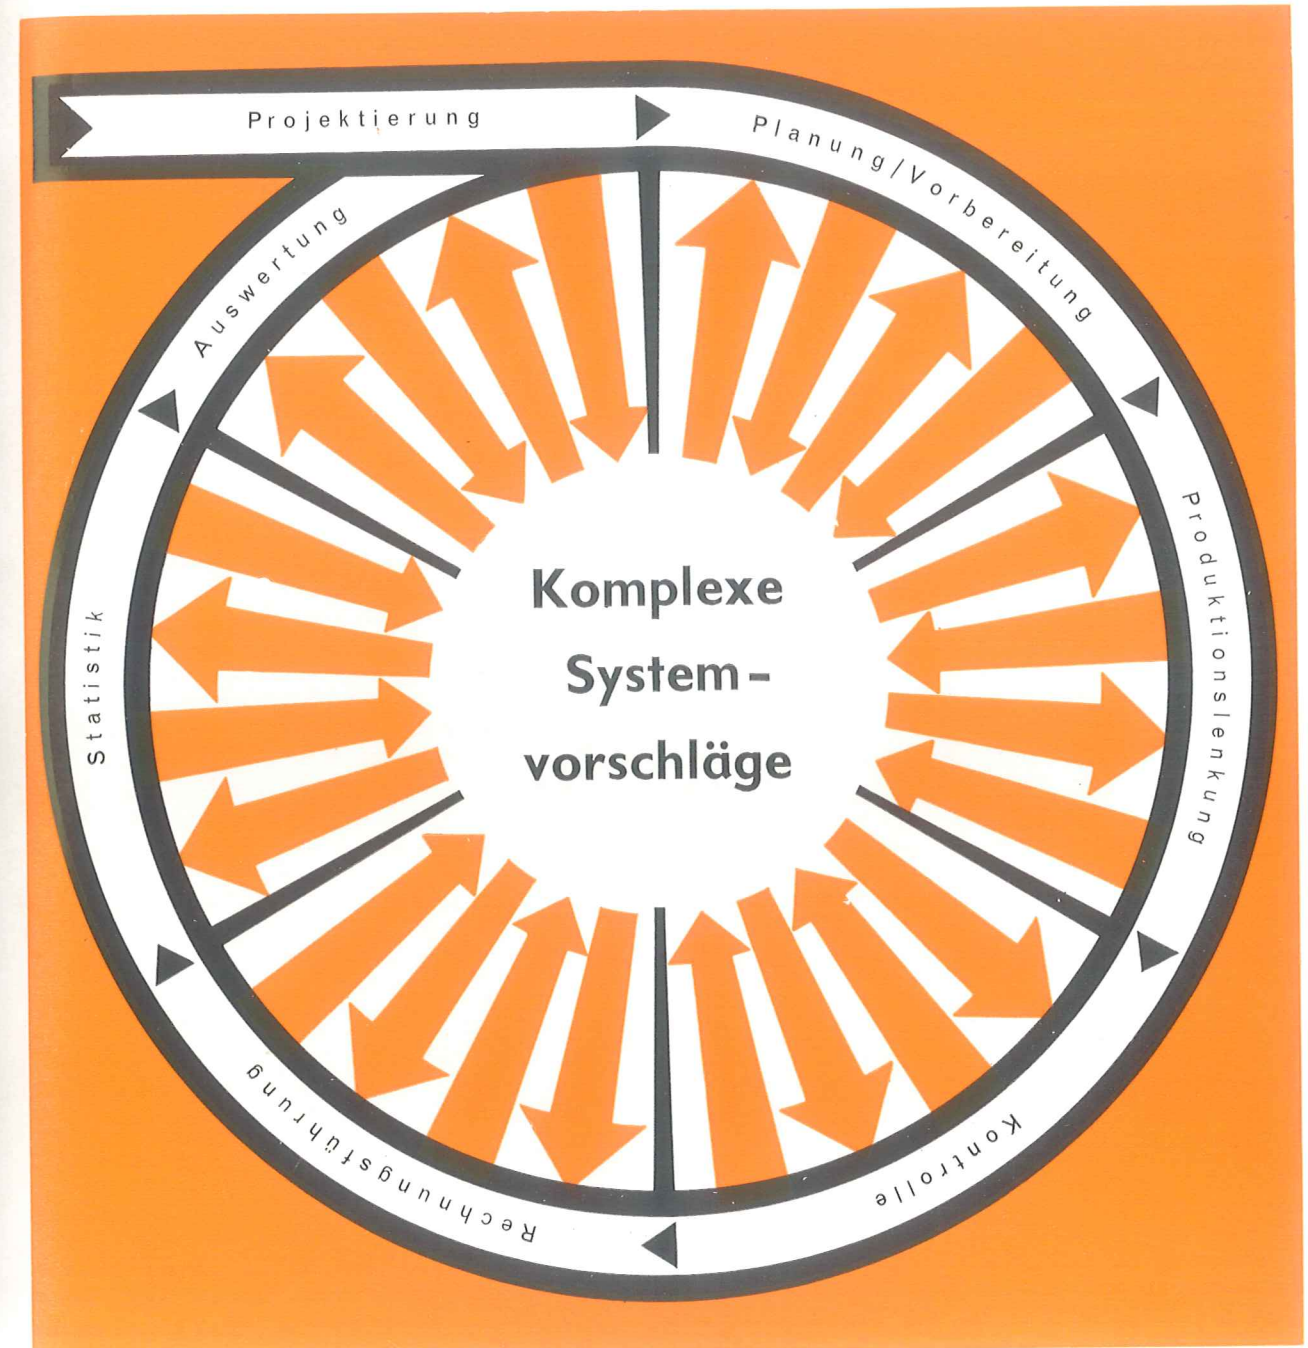 Projektierung
Planung/Vorbereitung
Produktionslenkung
Kontrolle
Rechnungsführung
Statistik
Auswertung
Komplexe
System-
vorschläge